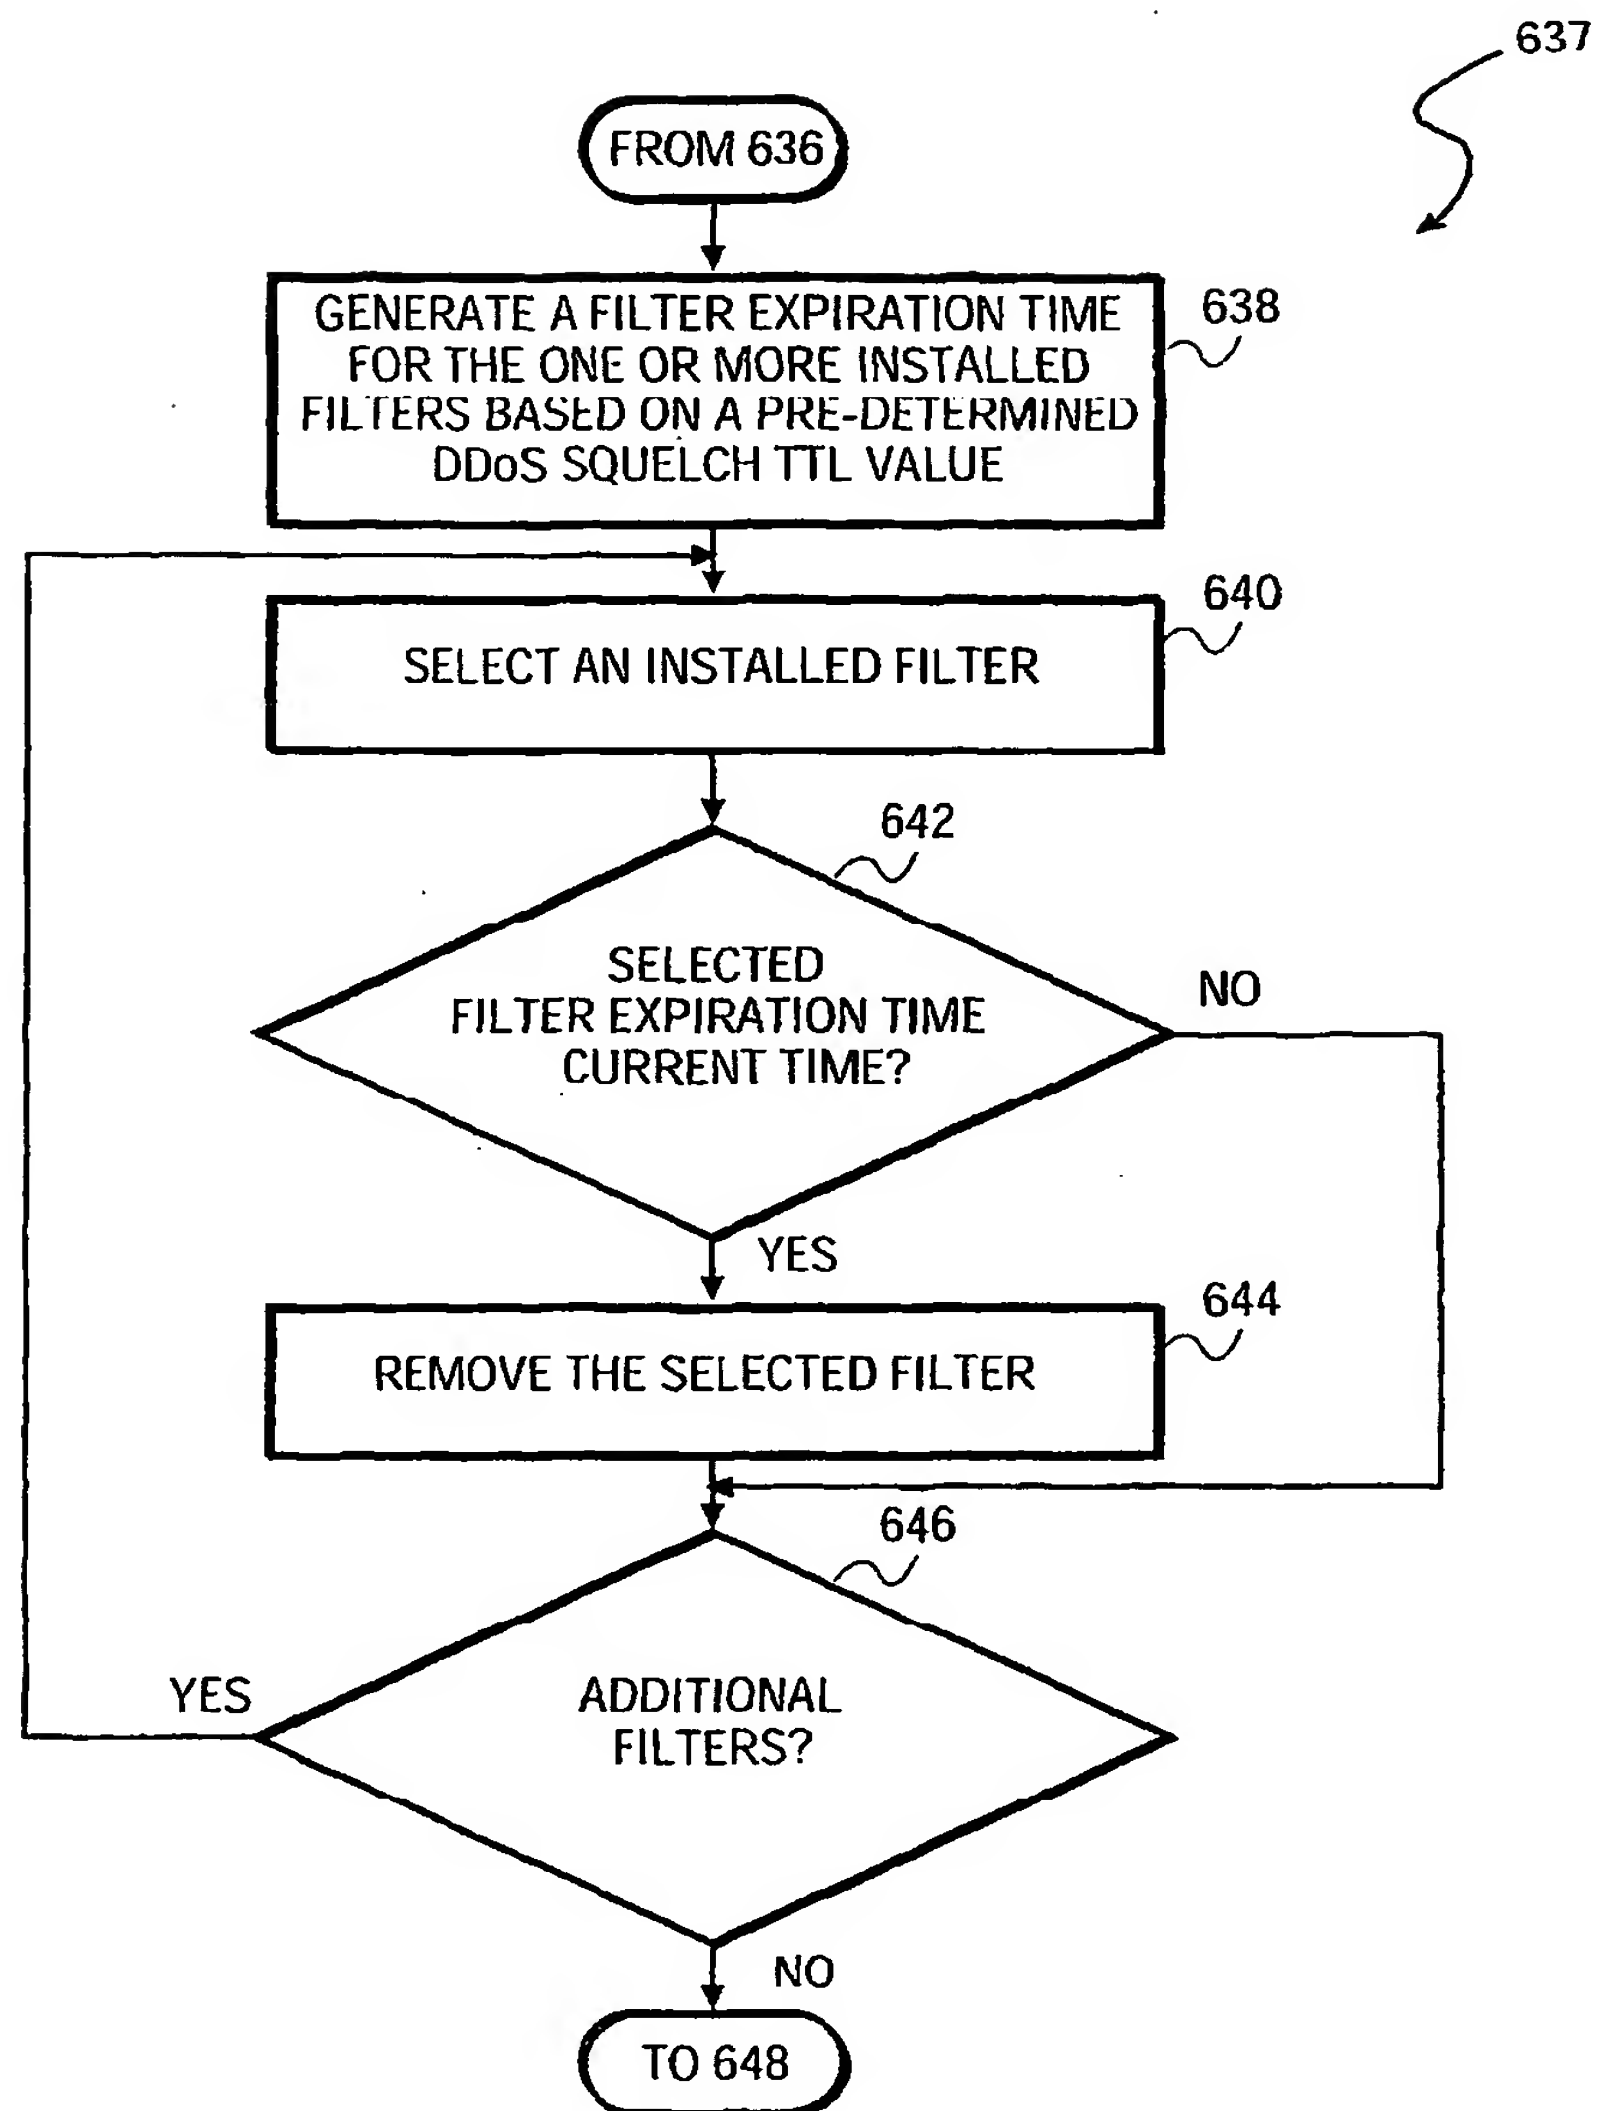 637
FROM 636
638
GENERATE A FILTER EXPIRATION TIME
FOR THE ONE OR MORE INSTALLED
FILTERS BASED ON A PRE-DETERMINED
DDoS SQUELCH TTL VALUE
640
SELECT AN INSTALLED FILTER
642
SELECTED
FILTER EXPIRATION TIME
CURRENT TIME?
NO
YES
644
REMOVE THE SELECTED FILTER
646
YES
ADDITIONAL
FILTERS?
NO
TO 648